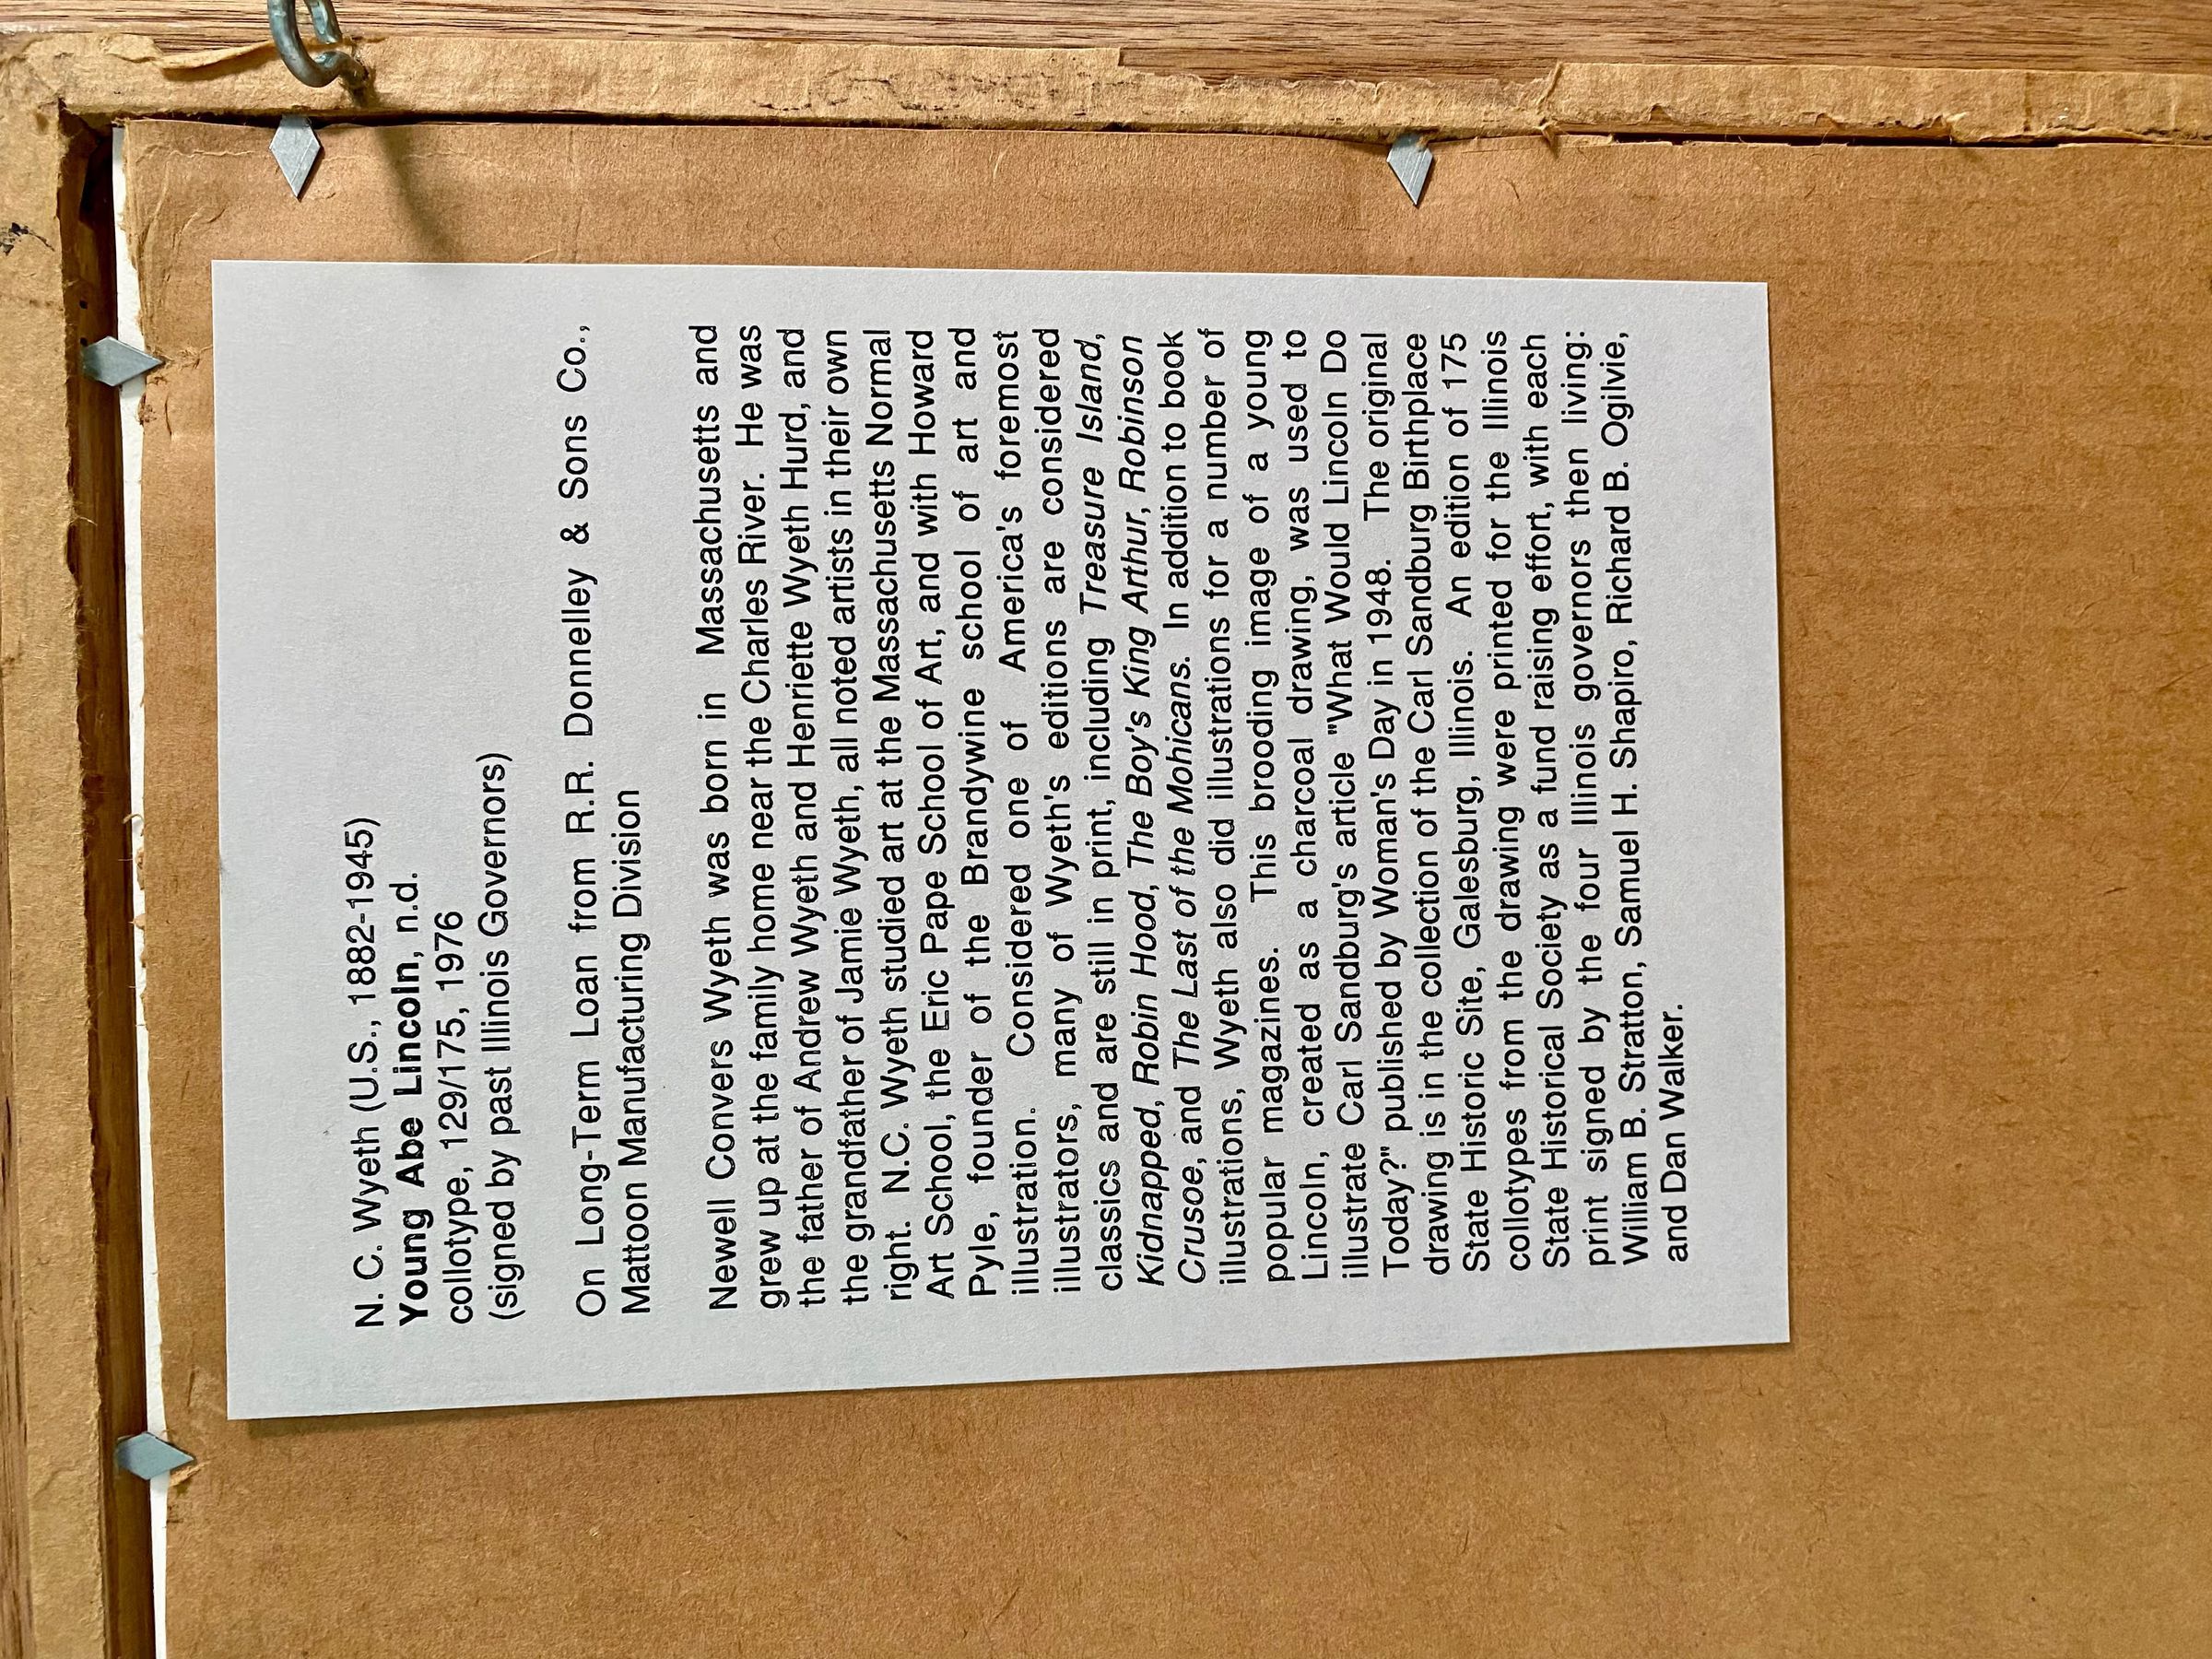 N. C. Wyeth (U.S., 1882-1945)
Young Abe Lincoln, n.d.
collotype, 129/175, 1976
(signed by past Illinois Governors)
On Long-Term Loan from R.R. Donnelley & Sons Co.,
Mattoon Manufacturing Division
Newell Convers Wyeth was born in Massachusetts and
grew up at the family home near the Charles River. He was
the father of Andrew Wyeth and Henriette Wyeth Hurd, and
the grandfather of Jamie Wyeth, all noted artists in their own
right. N.C. Wyeth studied art at the Massachusetts Normal
Art School, the Eric Pape School of Art, and with Howard
Pyle, founder of the Brandywine school of art and
illustration. Considered one of America's foremost
illustrators, many of Wyeth's editions are considered
classics and are still in print, including Treasure Island,
Kidnapped, Robin Hood, The Boy's King Arthur, Robinson
Crusoe, and The Last of the Mohicans. In addition to book
illustrations, Wyeth also did illustrations for a number of
popular magazines. This brooding image of a young
Lincoln, created as a charcoal drawing, was used to
illustrate Carl Sandburg's article "What Would Lincoln Do
Today?" published by Woman's Day in 1948. The original
drawing is in the collection of the Carl Sandburg Birthplace
State Historic Site, Galesburg, Illinois. An edition of 175
collotypes from the drawing were printed for the Illinois
State Historical Society as a fund raising effort, with each
print signed by the four Illinois governors then living:
William B. Stratton, Samuel H. Shapiro, Richard B. Ogilvie,
and Dan Walker.